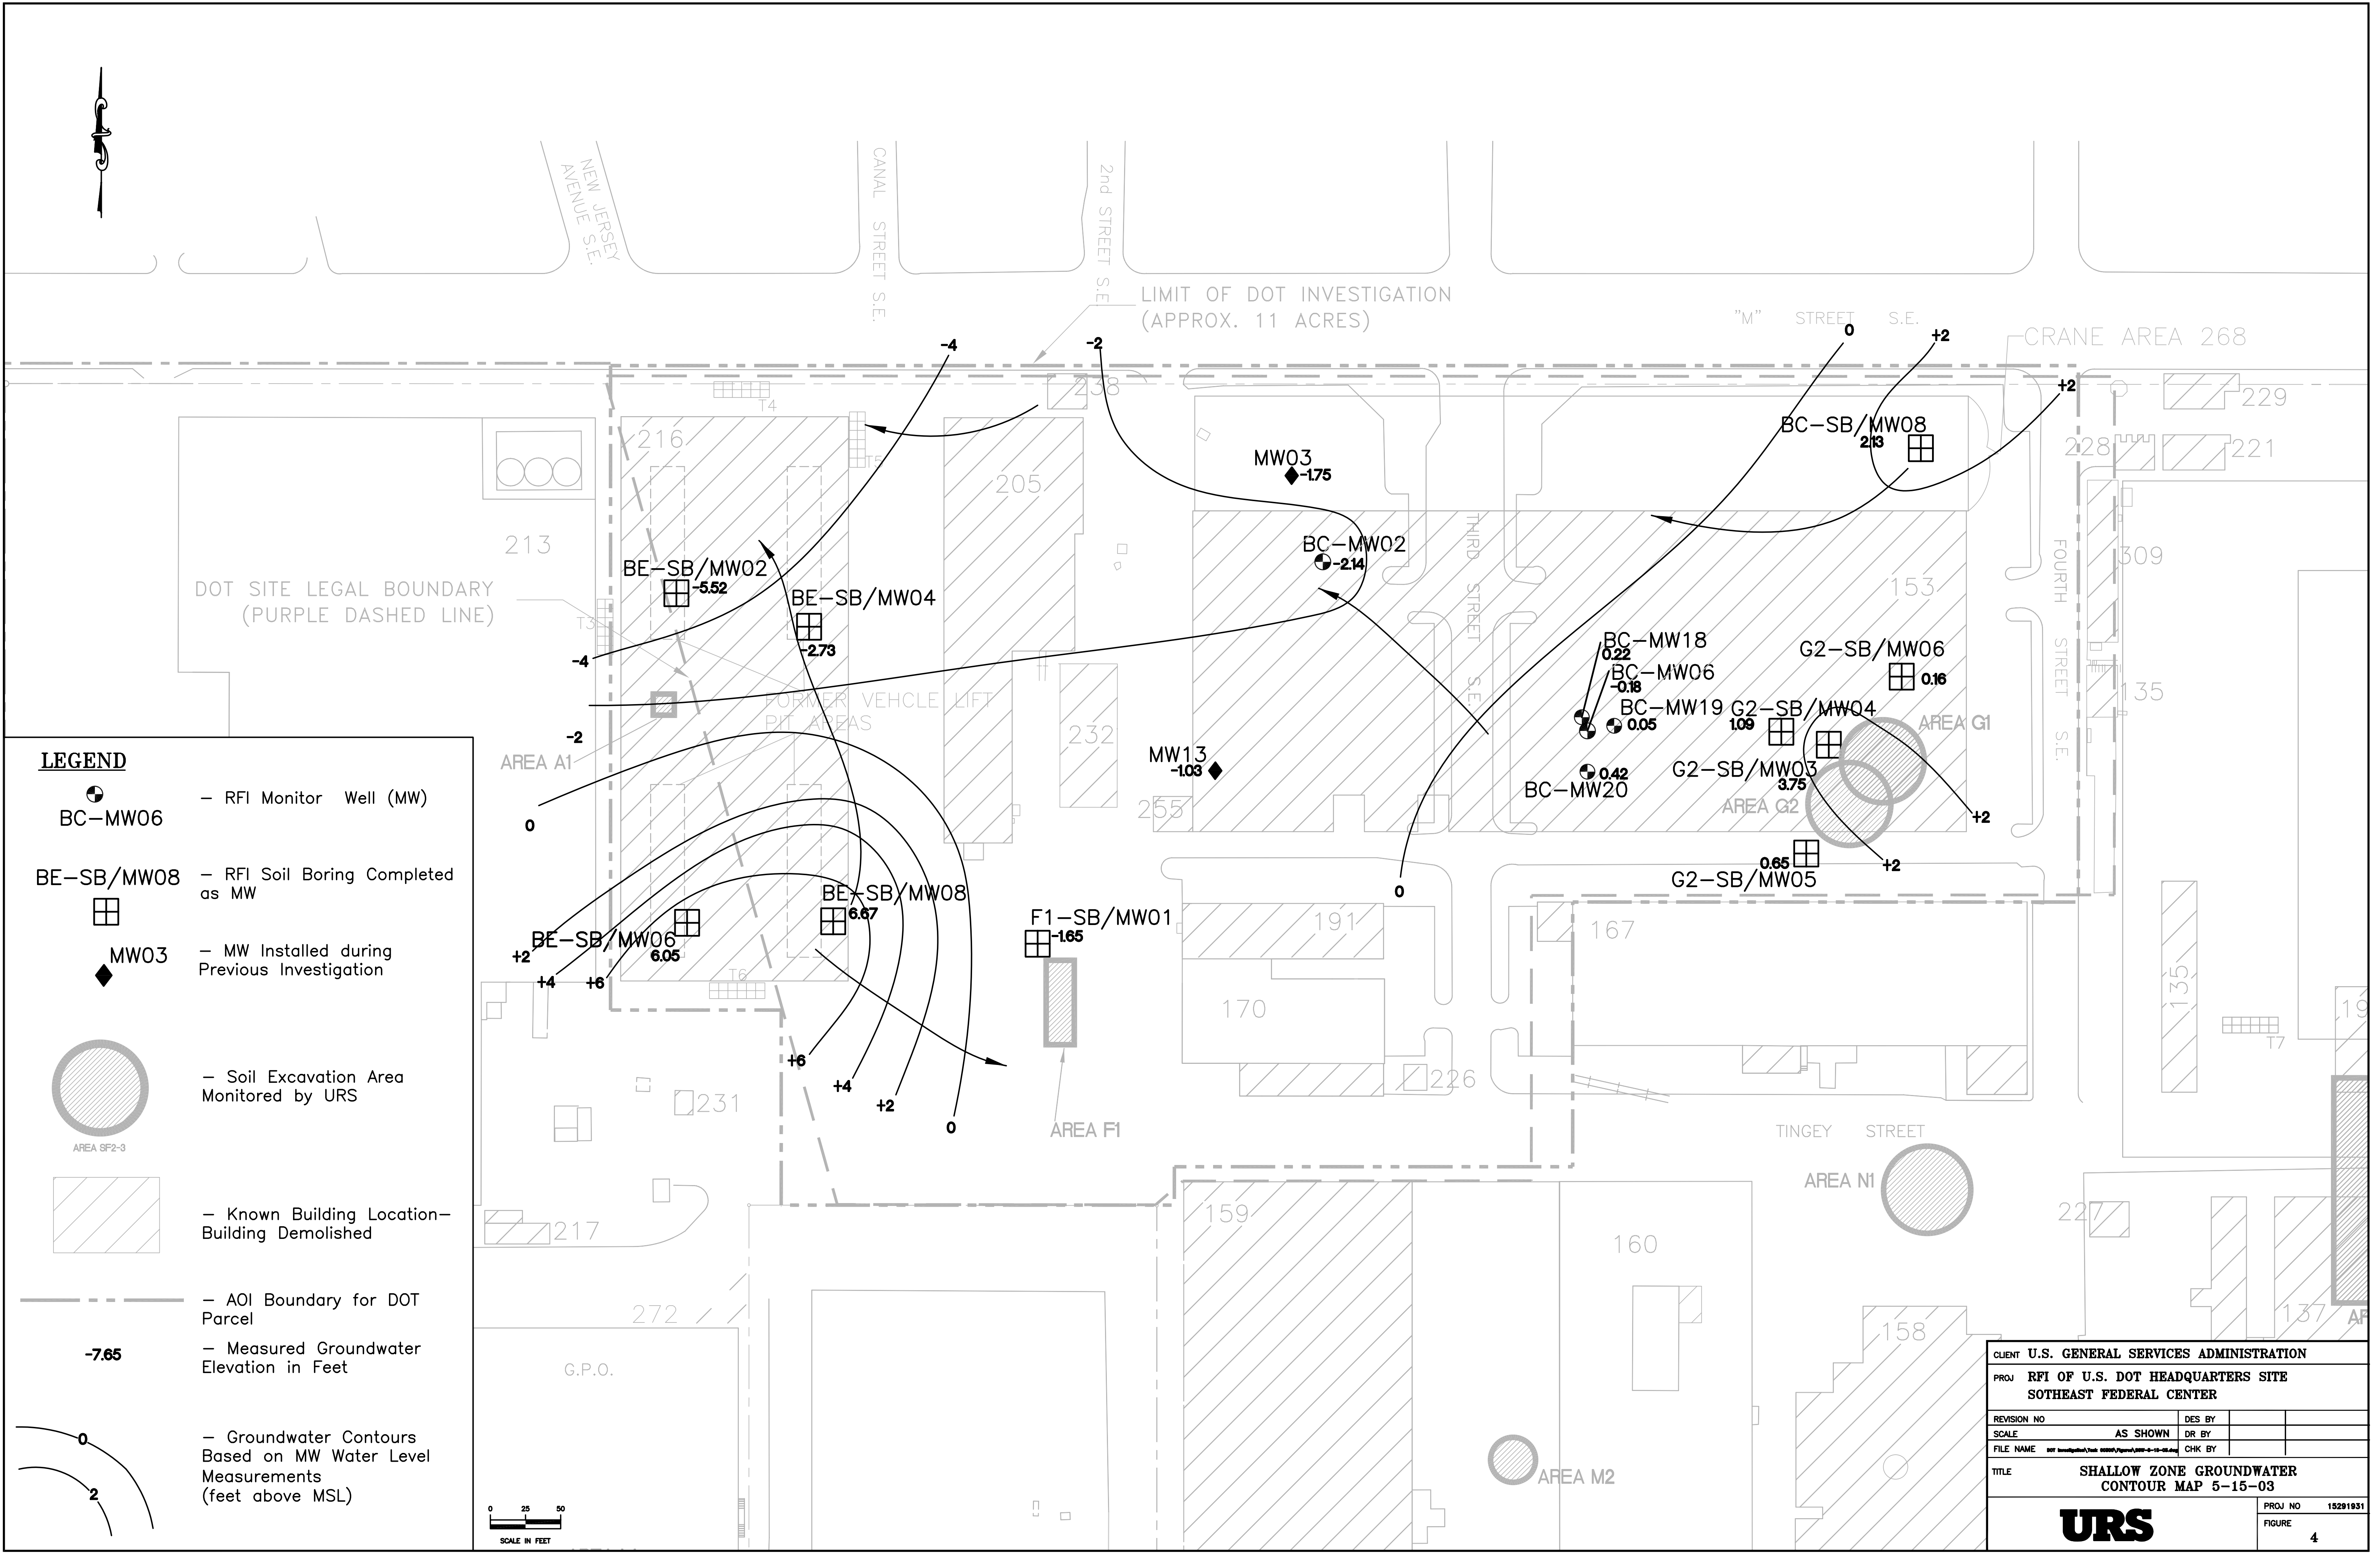 NEW JERSEY
AVENUE S.E.
CANAL STREET S.E.
2nd STREET S.E.
LIMIT OF DOT INVESTIGATION
(APPROX. 11 ACRES)
"M" STREET S.E.
CRANE AREA 268
-4
-2
0
+2
+2
238
T4
229
216
T5
205
MW03
-1.75
BC-SB/MW08
2.13
228
221
213
DOT SITE LEGAL BOUNDARY
(PURPLE DASHED LINE)
BE-SB/MW02
-5.52
BE-SB/MW04
-2.73
T3
-4
BC-MW02
-2.14
THIRD STREET S.E.
153
FOURTH STREET S.E.
309
BC-MW18
0.22
BC-MW06
-0.18
BC-MW19
0.05
G2-SB/MW06
0.16
G2-SB/MW04
1.09
AREA G1
135
FORMER VEHCLE LIFT
PIT AREAS
-2
AREA A1
232
MW13
-1.03
255
0.42
BC-MW20
G2-SB/MW03
3.75
AREA G2
+2
0
0.65
G2-SB/MW05
+2
0
BE-SB/MW08
6.67
BE-SB/MW06
6.05
F1-SB/MW01
-1.65
191
167
+2
+4
+6
T6
170
135
19
T7
+6
+4
+2
0
231
226
AREA F1
TINGEY STREET
AREA N1
217
159
160
227
272
158
137
AR
G.P.O.
AREA M2
LEGEND
BC-MW06
- RFI Monitor Well (MW)
BE-SB/MW08
- RFI Soil Boring Completed
as MW
MW03
- MW Installed during
Previous Investigation
- Soil Excavation Area
Monitored by URS
AREA SF2-3
- Known Building Location-
Building Demolished
- AOI Boundary for DOT
Parcel
-7.65
- Measured Groundwater
Elevation in Feet
0
2
- Groundwater Contours
Based on MW Water Level
Measurements
(feet above MSL)
0 25 50
SCALE IN FEET
CLIENT U.S. GENERAL SERVICES ADMINISTRATION
PROJ RFI OF U.S. DOT HEADQUARTERS SITE
SOTHEAST FEDERAL CENTER
REVISION NO
DES BY
SCALE AS SHOWN
DR BY
FILE NAME
CHK BY
TITLE SHALLOW ZONE GROUNDWATER
CONTOUR MAP 5-15-03
URS
PROJ NO 15291931
FIGURE
4